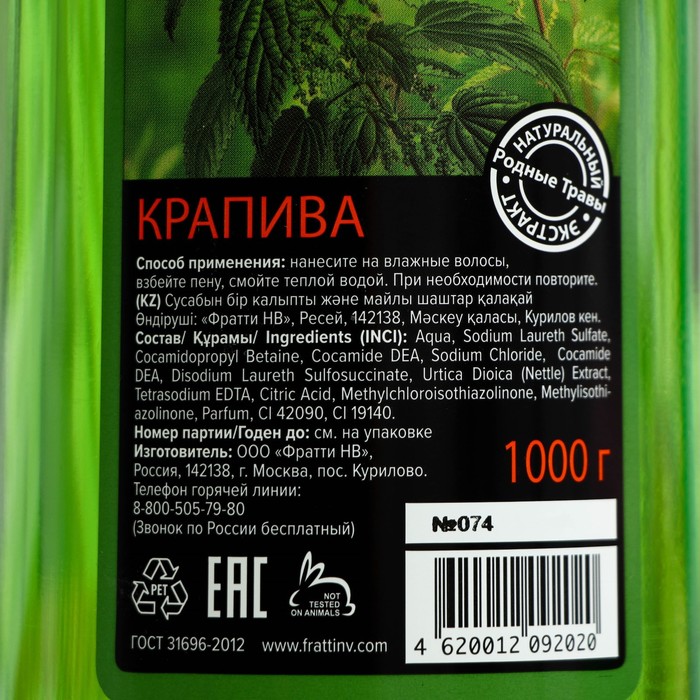 НАТУРАЛЬНЫЙ
Родные Травы
ЭКСТРАКТ
КРАПИВА
Способ применения: нанесите на влажные волосы,
взбейте пену, смойте теплой водой. При необходимости повторите.
(KZ) Сусабын бір калыпты және майлы шаштар қалақай
Өндіруші: «Фратти НВ», Ресей, 142138, Мәскеу қаласы, Курилов кен.
Состав/ Құрамы/ Ingredients (INCI): Aqua, Sodium Laureth Sulfate,
Cocamidopropyl Betaine, Cocamide DEA, Sodium Chloride, Cocamide
DEA, Disodium Laureth Sulfosuccinate, Urtica Dioica (Nettle) Extract,
Tetrasodium EDTA, Citric Acid, Methylchloroisothiazolinone, Methylisothi-
azolinone, Parfum, CI 42090, CI 19140.
Номер партии/Годен до: см. на упаковке
Изготовитель: ООО «Фратти НВ»,
Россия, 142138, г. Москва, пос. Курилово.
Телефон горячей линии:
8-800-505-79-80
(Звонок по России бесплатный)
1000 г
№074
PET
EAC
NOT
TESTED
ON ANIMALS
ГОСТ 31696-2012 www.frattinv.com
4 620012 092020